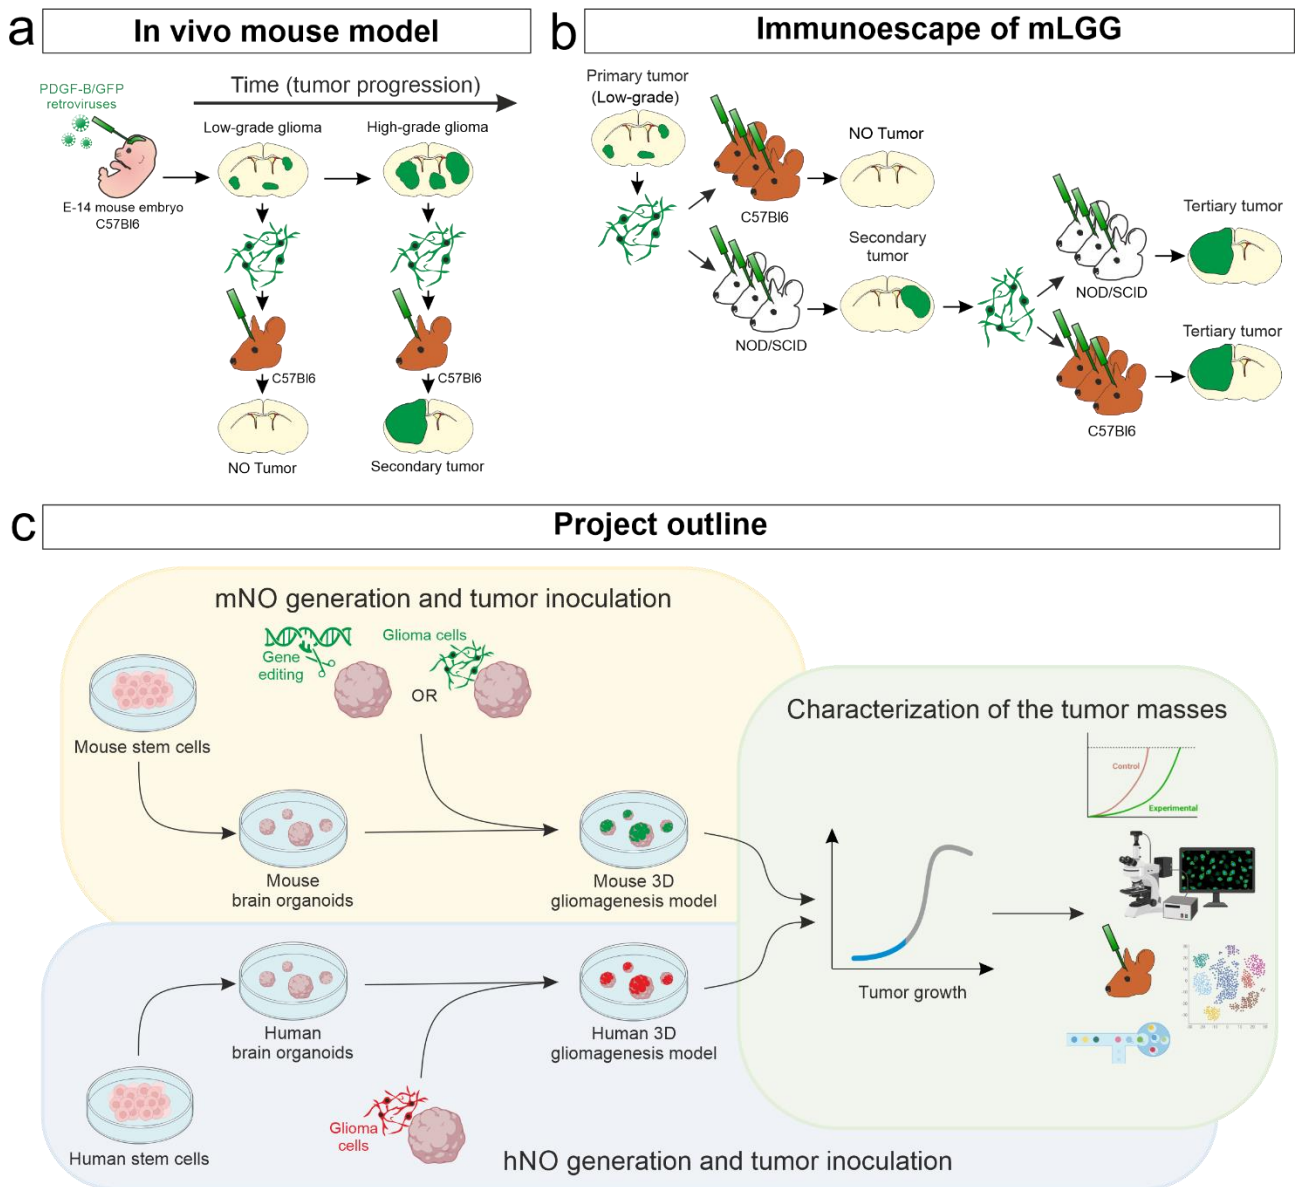 a
In vivo mouse model
PDGF-B/GFP
retroviruses
Time (tumor progression)
Low-grade glioma
High-grade glioma
E-14 mouse embryo
C57Bl6
C57Bl6
C57Bl6
NO Tumor
Secondary tumor
b
Immunoescape of mLGG
Primary tumor
(Low-grade)
NO Tumor
C57Bl6
Secondary
tumor
NOD/SCID
Tertiary tumor
NOD/SCID
Tertiary tumor
C57Bl6
c
Project outline
mNO generation and tumor inoculation
Gene
editing
Glioma cells
OR
Mouse stem cells
Mouse
brain organoids
Mouse 3D
gliomagenesis model
Characterization of the tumor masses
Control
Experimental
Tumor growth
Human
brain organoids
Human 3D
gliomagenesis model
Human stem cells
Glioma
cells
hNO generation and tumor inoculation